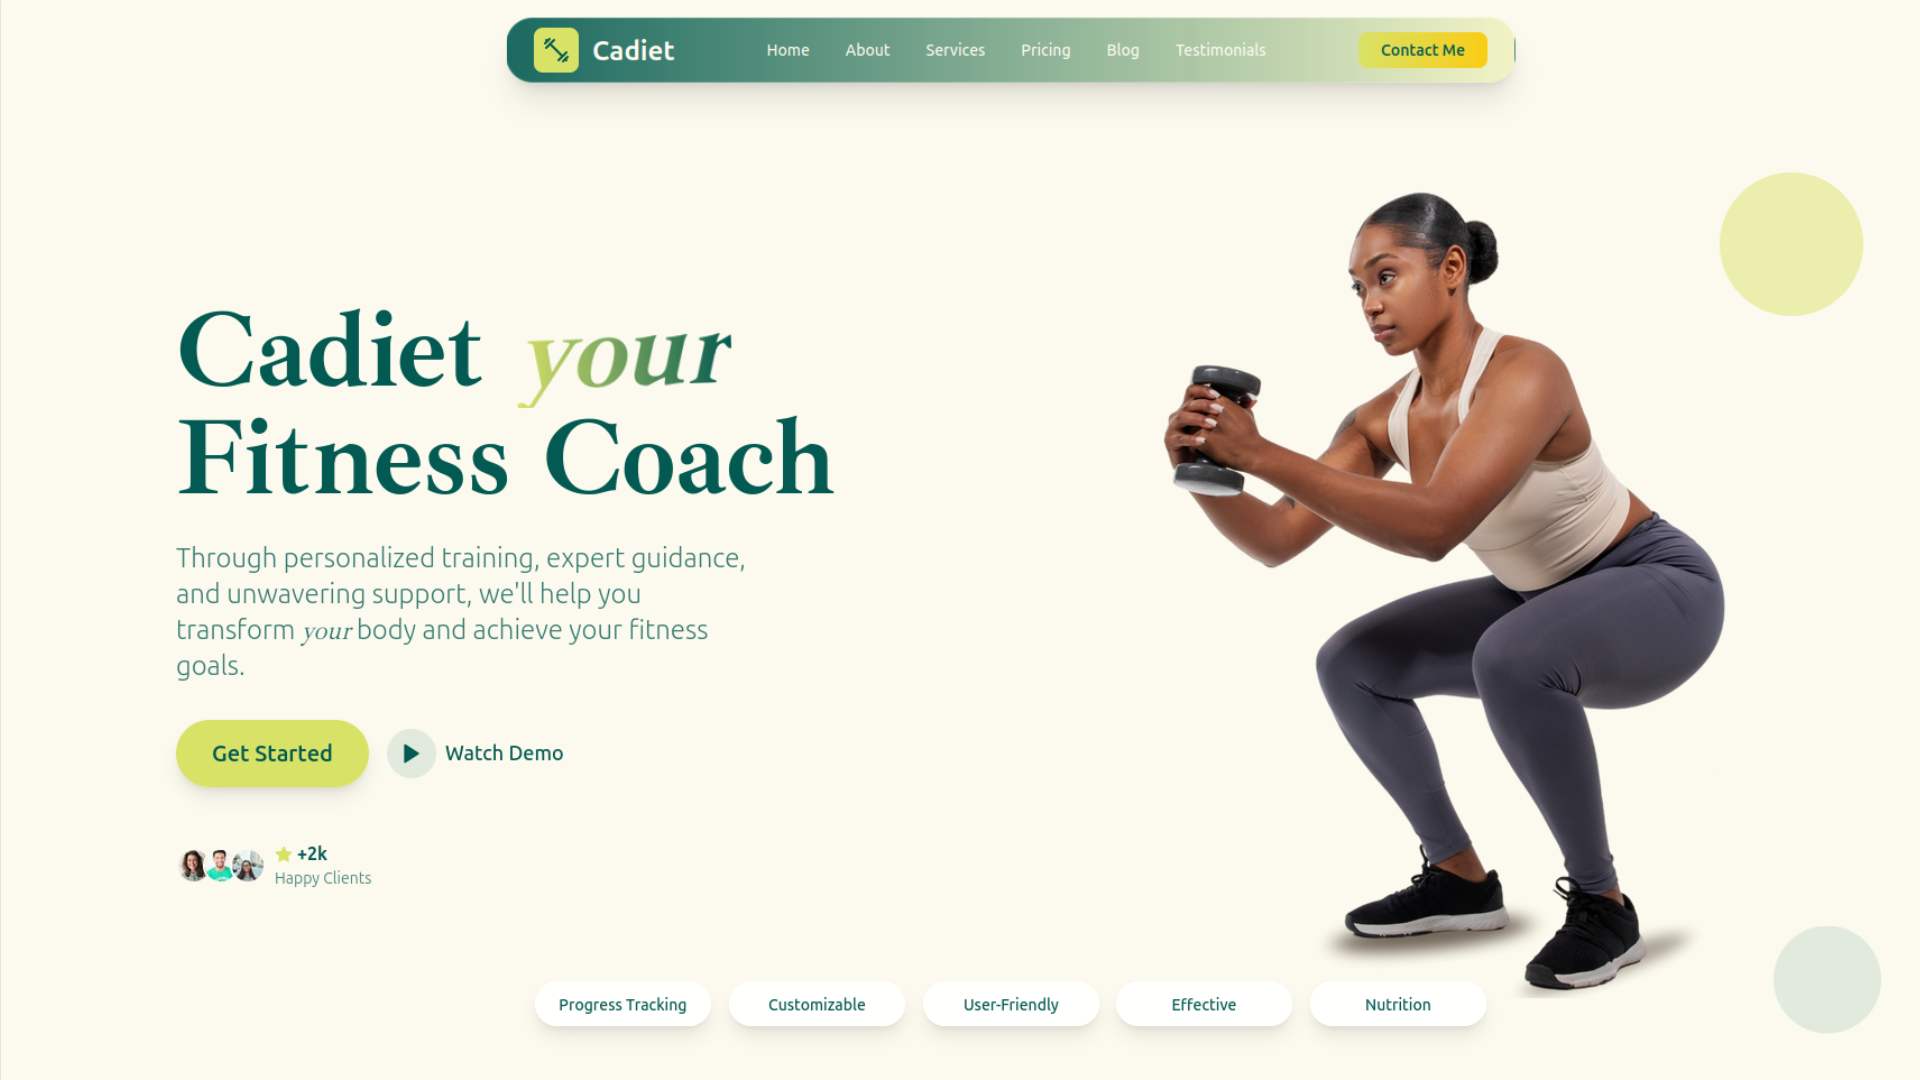 Cadiet
Home About Services Pricing Blog Testimonials
Contact Me
Cadiet your
Fitness Coach
Through personalized training, expert guidance,
and unwavering support, we'll help you
transform your body and achieve your fitness
goals.
Get Started
Watch Demo
+2k
Happy Clients
Progress Tracking
Customizable
User-Friendly
Effective
Nutrition